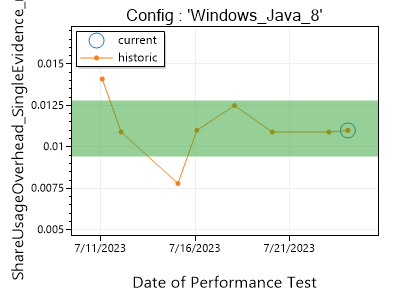 Config : 'Windows_Java_8'
current
historic
ShareUsageOverhead_SingleEvidence_
0.015
0.0125
0.01
0.0075
0.005
7/11/2023
7/16/2023
7/21/2023
Date of Performance Test